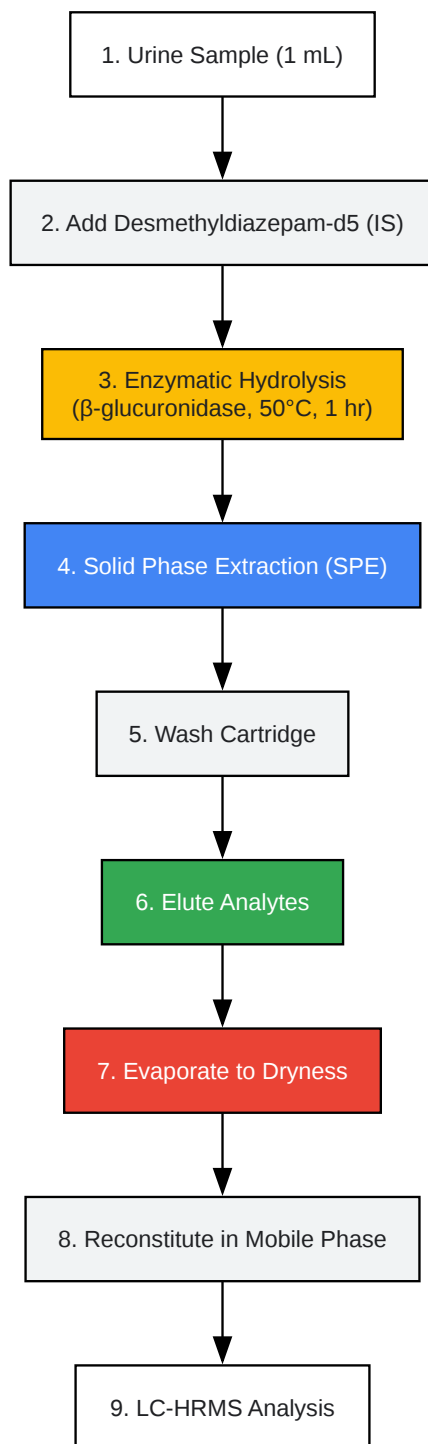 1. Urine Sample (1 mL)
2. Add Desmethyldiazepam-d5 (IS)
3. Enzymatic Hydrolysis
(β-glucuronidase, 50°C, 1 hr)
4. Solid Phase Extraction (SPE)
5. Wash Cartridge
6. Elute Analytes
7. Evaporate to Dryness
8. Reconstitute in Mobile Phase
9. LC-HRMS Analysis